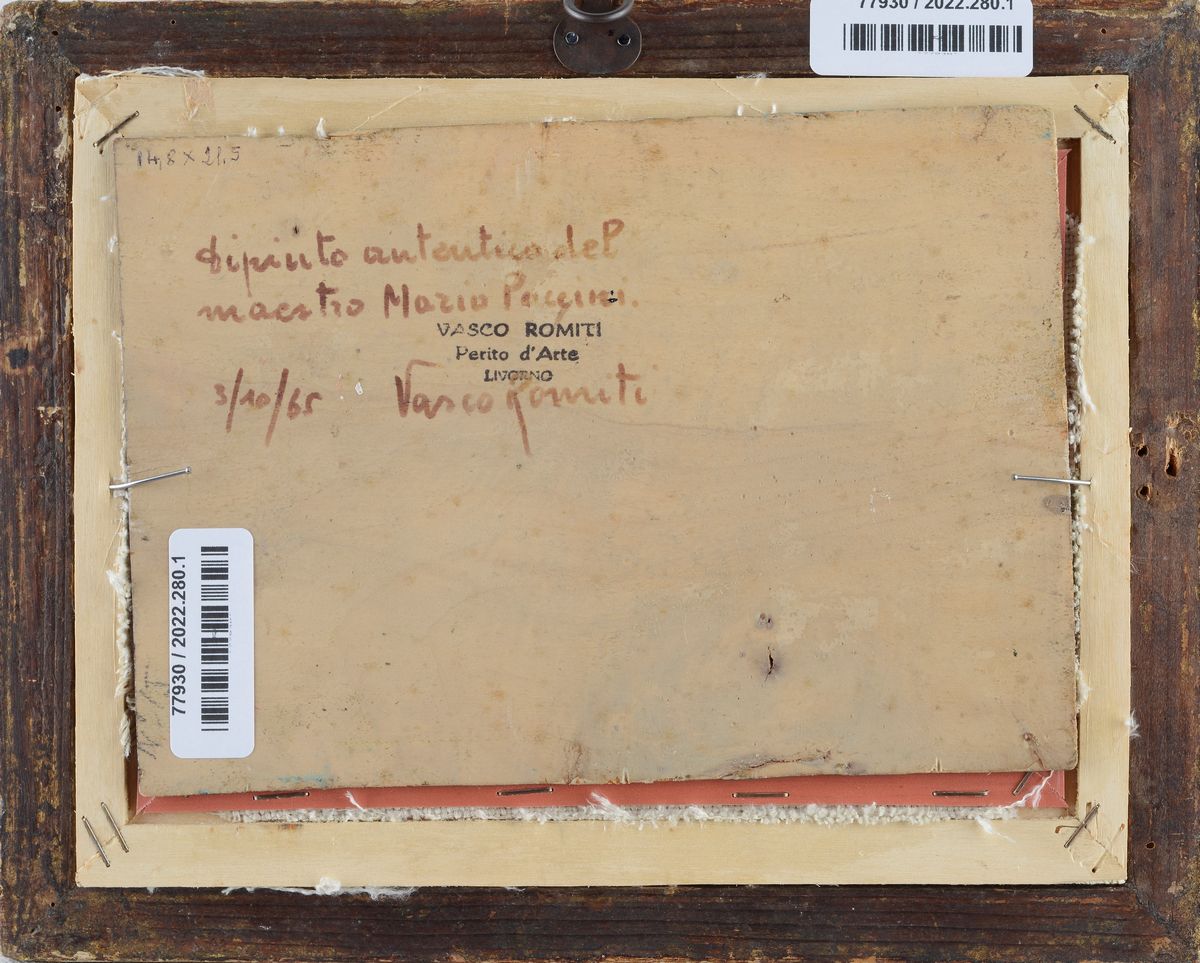 77930 / 2022.280.1
14,8 x 21.5
Dipinto autentico del
maestro Mario Puccini.
VASCO ROMITI
Perito d'Arte
LIVORNO
3/10/65 Vasco Romiti
77930 / 2022.280.1